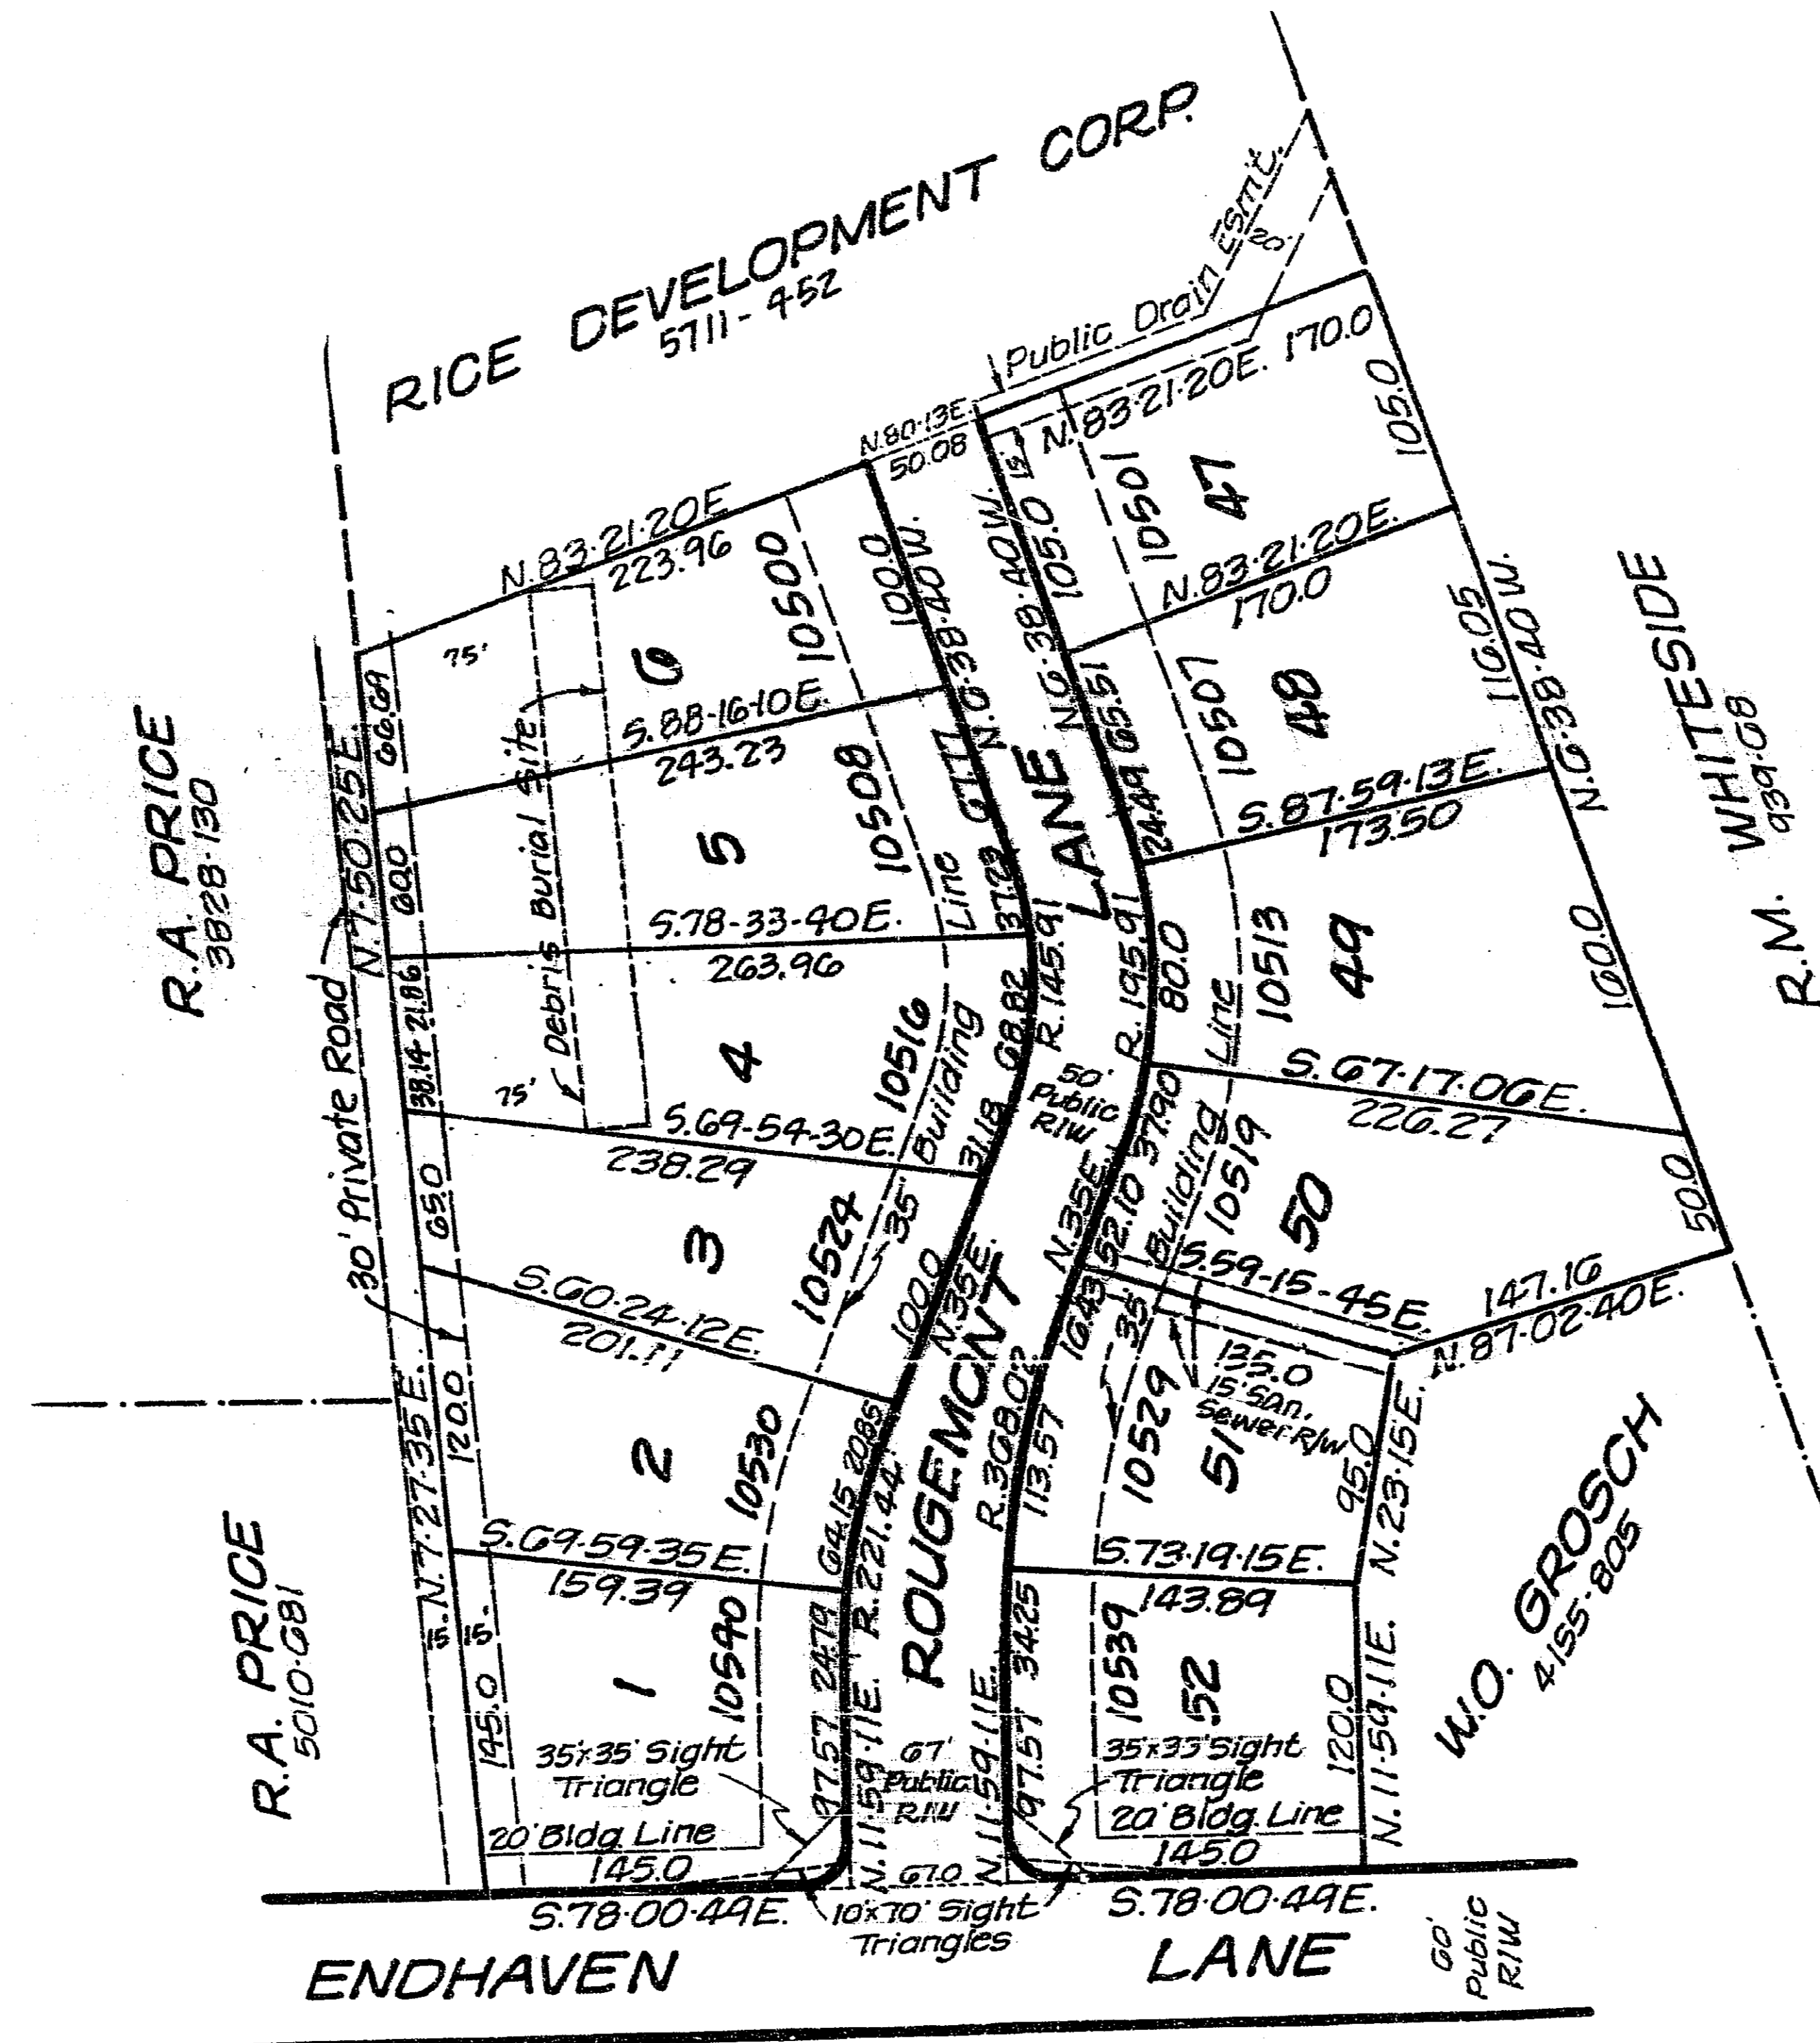 RICE DEVELOPMENT CORP.
5711-452
Public Drain Esmt.
20'
N.80-13E.
50.08
N.83-21-20E. 170.0
15'
105.0
10501
47
N.6-38-40W.
105.0
N.83-21-20E.
170.0
N.83-21-20E
223.96
10500
100.0
N.6-38-40W.
75'
6
66.69
S.88-16-10E.
243.23
R.A. PRICE
3828-130
N.7-50-25E.
30' Private Road
Debris Burial Site
60.0
5
10508
Line
37.23
67.77
S.78-33-40E.
263.96
38.14
21.86
75'
4
10516
Building
31.18
68.82
R.145.91
S.69-54-30E.
238.29
65.0
3
10524
35'
100.0
N.35E.
S.60-24-12E.
201.77
N.7-27-35E.
120.0
2
10530
64.15
20.85
R.221.44
S.69-59-35E.
159.39
R.A. PRICE
5010-681
15.
15.
145.0
1
10540
97.57
24.79
N.11-59-11E.
35'x35' Sight
Triangle
20' Bldg. Line
145.0
S.78-00-49E.
ROUGEMONT LANE
50'
Public
R/W
67'
Public
R/W
67.0
10'x70' Sight
Triangles
24.49
65.51
10507
48
116.05
N.6-38-40W.
S.87-59-13E.
173.50
R.M. WHITESIDE
939-08
R.195.91
80.0
Line
10513
49
160.0
S.67-17-06E.
226.27
N.35E.
52.10
37.90
Building
10519
50
50.0
S.59-15-45E.
147.16
N.87-02-40E.
16.43
35'
135.0
15' San.
Sewer R/W
R.368.02
113.57
10529
51
95.0
N.23-15E.
S.73-19-15E.
143.89
W.O. GROSCH
4155-805
97.57
34.25
N.11-59-11E.
10539
52
120.0
N.11-59-11E.
35'x35' Sight
Triangle
20' Bldg. Line
145.0
S.78-00-49E.
ENDHAVEN LANE
60'
Public
R/W